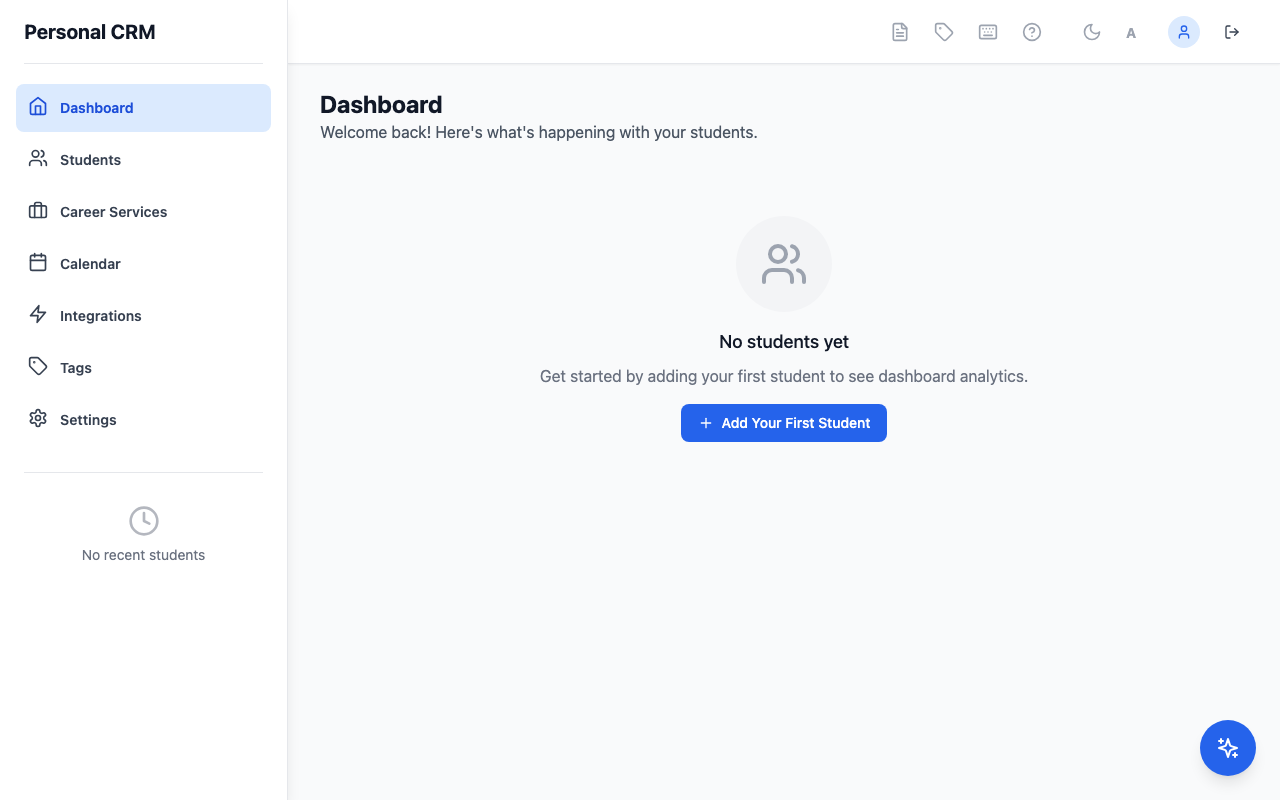 Personal CRM
Dashboard
Students
Career Services
Calendar
Integrations
Tags
Settings
No recent students
A
Dashboard
Welcome back! Here's what's happening with your students.
No students yet
Get started by adding your first student to see dashboard analytics.
Add Your First Student